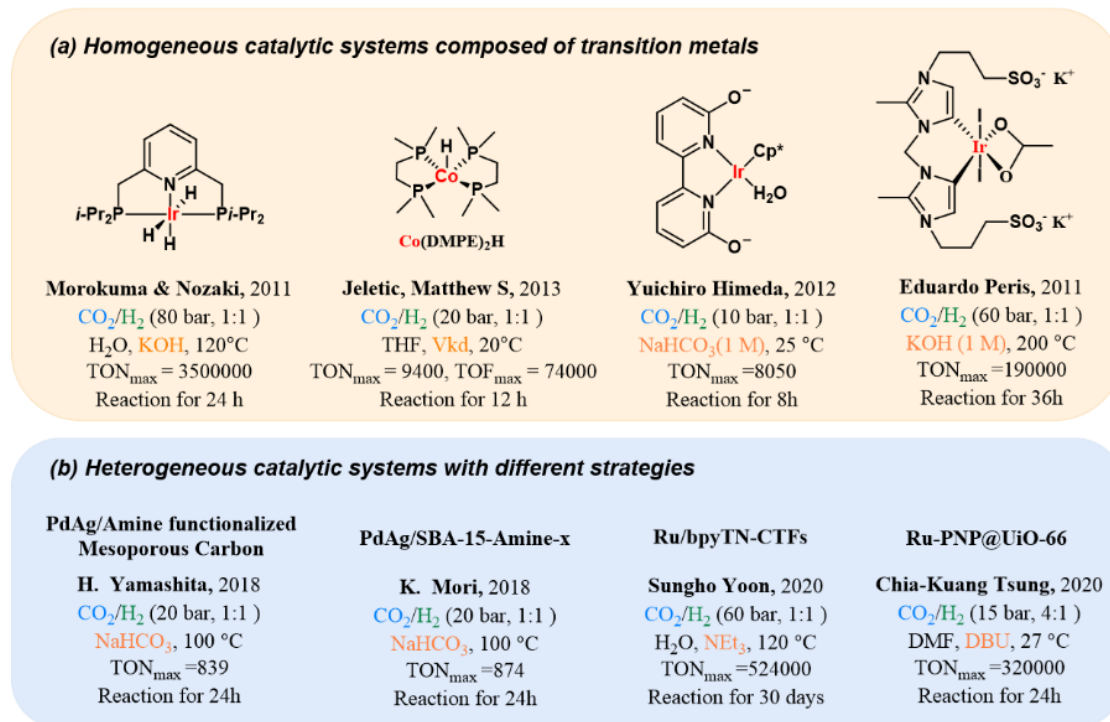 (a) Homogeneous catalytic systems composed of transition metals
N
H
i-Pr₂P
Ir
Pi-Pr₂
H
H
H
P
P
Co
P
P
Co(DMPE)₂H
O⁻
N
Cp*
Ir
N
H₂O
O⁻
N
SO₃⁻ K⁺
N
I
O
Ir
N
O
I
N
SO₃⁻ K⁺
Morokuma & Nozaki, 2011
CO₂/H₂ (80 bar, 1:1 )
H₂O, KOH, 120°C
TONmax = 3500000
Reaction for 24 h
Jeletic, Matthew S, 2013
CO₂/H₂ (20 bar, 1:1 )
THF, Vkd, 20°C
TONmax = 9400, TOFmax = 74000
Reaction for 12 h
Yuichiro Himeda, 2012
CO₂/H₂ (10 bar, 1:1 )
NaHCO₃(1 M), 25 °C
TONmax =8050
Reaction for 8h
Eduardo Peris, 2011
CO₂/H₂ (60 bar, 1:1 )
KOH (1 M), 200 °C
TONmax =190000
Reaction for 36h
(b) Heterogeneous catalytic systems with different strategies
PdAg/Amine functionalized
Mesoporous Carbon
H. Yamashita, 2018
CO₂/H₂ (20 bar, 1:1 )
NaHCO₃, 100 °C
TONmax =839
Reaction for 24h
PdAg/SBA-15-Amine-x
K. Mori, 2018
CO₂/H₂ (20 bar, 1:1 )
NaHCO₃, 100 °C
TONmax =874
Reaction for 24h
Ru/bpyTN-CTFs
Sungho Yoon, 2020
CO₂/H₂ (60 bar, 1:1 )
H₂O, NEt₃, 120 °C
TONmax =524000
Reaction for 30 days
Ru-PNP@UiO-66
Chia-Kuang Tsung, 2020
CO₂/H₂ (15 bar, 4:1 )
DMF, DBU, 27 °C
TONmax =320000
Reaction for 24h